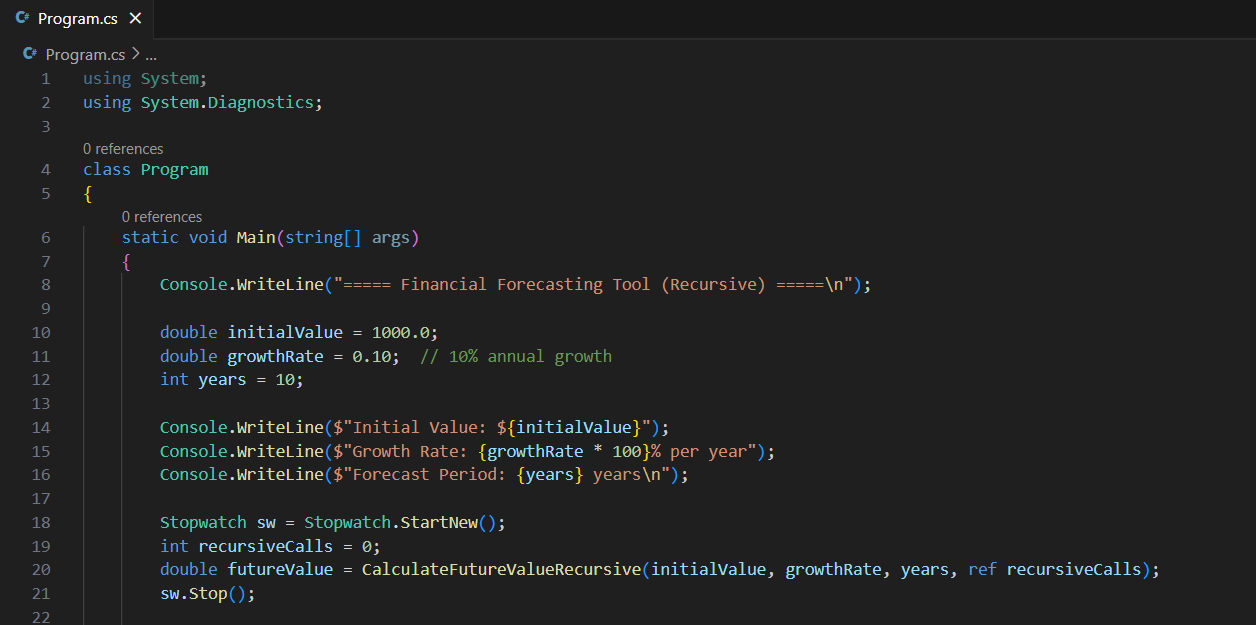 Program.cs
Program.cs > ...
1 using System;
2 using System.Diagnostics;
3
0 references
4 class Program
5 {
0 references
6 static void Main(string[] args)
7 {
8 Console.WriteLine("===== Financial Forecasting Tool (Recursive) =====\n");
9
10 double initialValue = 1000.0;
11 double growthRate = 0.10;  // 10% annual growth
12 int years = 10;
13
14 Console.WriteLine($"Initial Value: ${initialValue}");
15 Console.WriteLine($"Growth Rate: {growthRate * 100}% per year");
16 Console.WriteLine($"Forecast Period: {years} years\n");
17
18 Stopwatch sw = Stopwatch.StartNew();
19 int recursiveCalls = 0;
20 double futureValue = CalculateFutureValueRecursive(initialValue, growthRate, years, ref recursiveCalls);
21 sw.Stop();
22